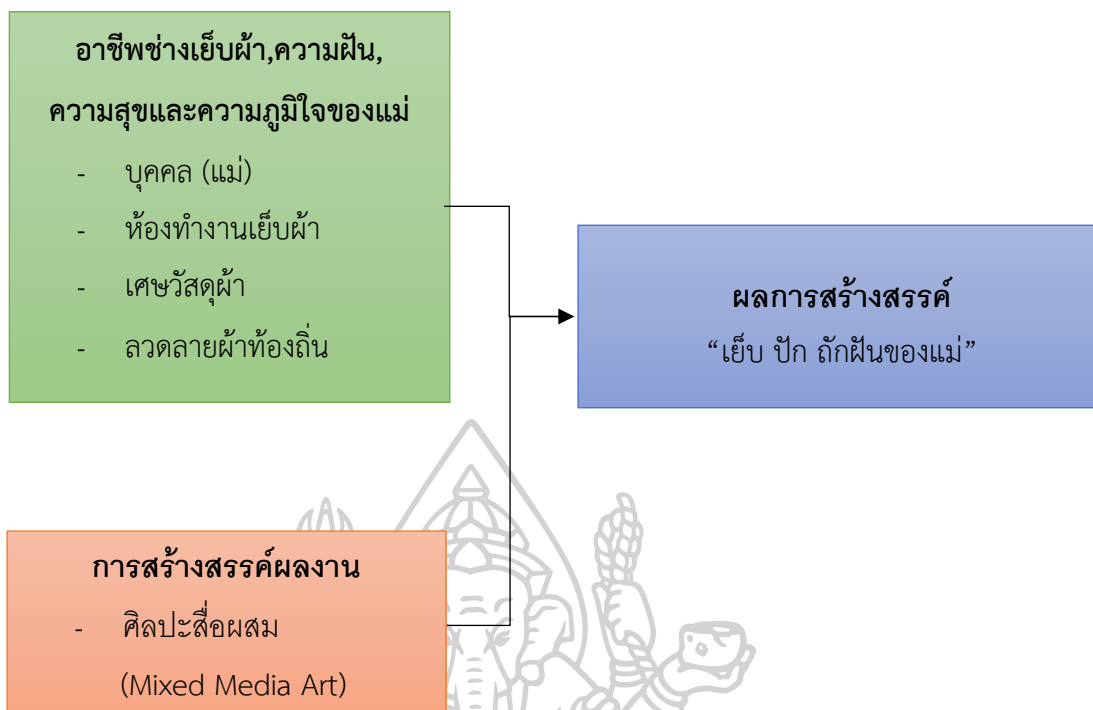 อาชีพช่างเย็บผ้า,ความฝัน,
ความสุขและความภูมิใจของแม่
- บุคคล (แม่)
- ห้องทำงานเย็บผ้า
- เศษวัสดุผ้า
- ลวดลายผ้าท้องถิ่น
ผลการสร้างสรรค์
“เย็บ ปัก ถักฝันของแม่”
การสร้างสรรค์ผลงาน
- ศิลปะสื่อผสม
(Mixed Media Art)